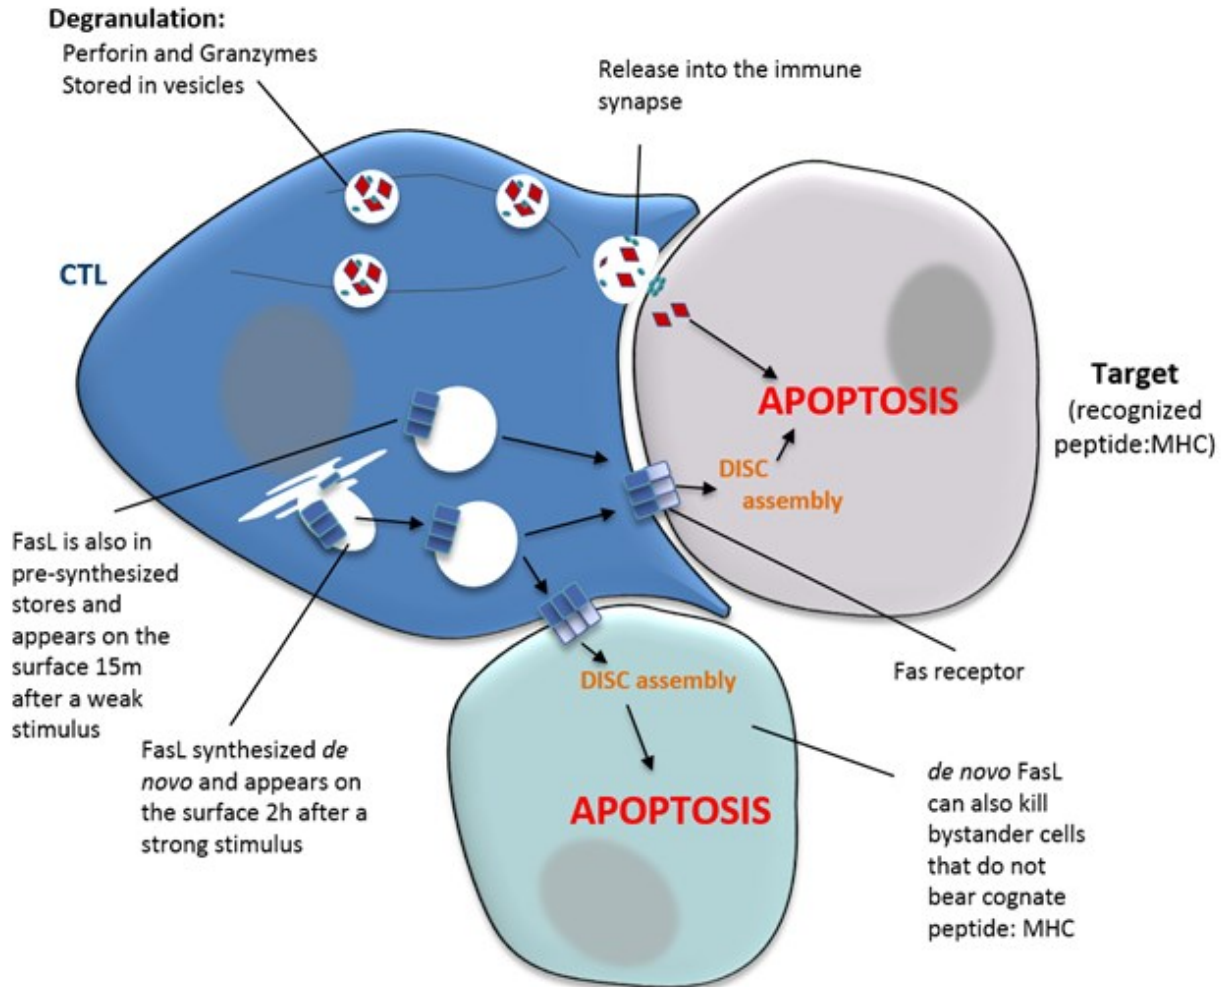 Degranulation:
Perforin and Granzymes
Stored in vesicles
Release into the immune
synapse
CTL
APOPTOSIS
Target
(recognized
peptide:MHC)
DISC
assembly
FasL is also in
pre-synthesized
stores and
appears on the
surface 15m
after a weak
stimulus
FasL synthesized de
novo and appears on
the surface 2h after a
strong stimulus
Fas receptor
DISC assembly
APOPTOSIS
de novo FasL
can also kill
bystander cells
that do not
bear cognate
peptide: MHC